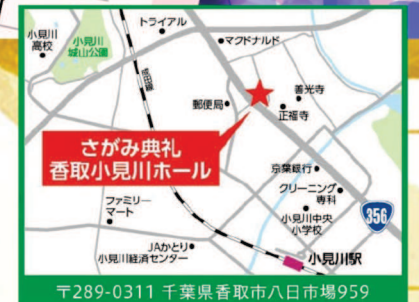 トライアル
小見川
高校
小見川
城山公園
マクドナルド
成田線
郵便局
善光寺
正福寺
さがみ典礼
香取小見川ホール
京葉銀行
クリーニング
専科
ファミリー
マート
小見川中央
小学校
356
JAかとり
小見川経済センター
小見川駅
〒289-0311 千葉県香取市八日市場959